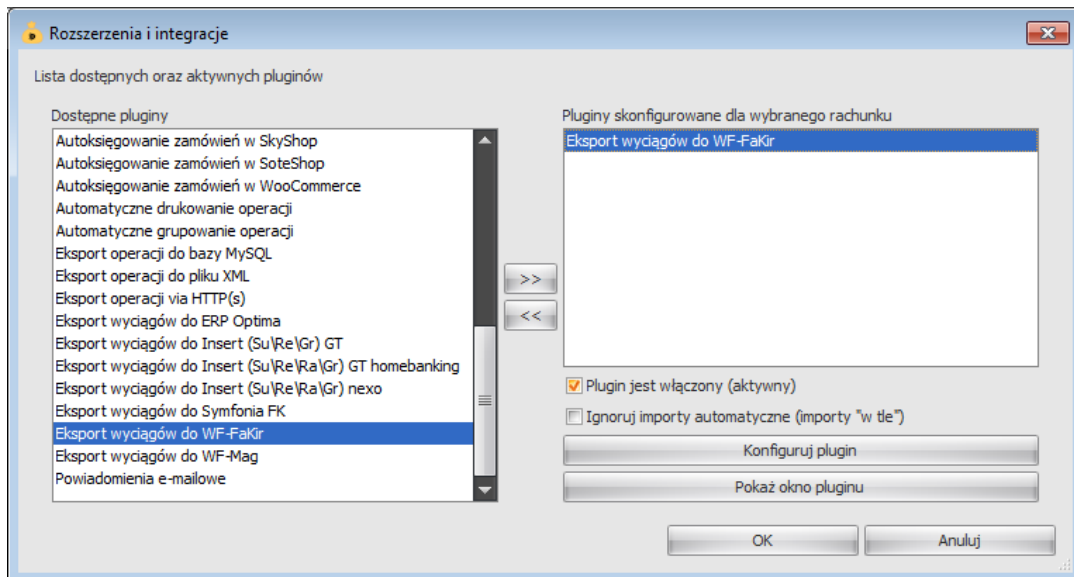 Rozszerzenia i integracje
Lista dostępnych oraz aktywnych pluginów
Dostępne pluginy
Autoksięgowanie zamówień w SkyShop
Autoksięgowanie zamówień w SoteShop
Autoksięgowanie zamówień w WooCommerce
Automatyczne drukowanie operacji
Automatyczne grupowanie operacji
Eksport operacji do bazy MySQL
Eksport operacji do pliku XML
Eksport operacji via HTTP(s)
Eksport wyciągów do ERP Optima
Eksport wyciągów do Insert (Su\Re\Gr) GT
Eksport wyciągów do Insert (Su\Re\Ra\Gr) GT homebanking
Eksport wyciągów do Insert (Su\Re\Ra\Gr) nexo
Eksport wyciągów do Symfonia FK
Eksport wyciągów do WF-FaKir
Eksport wyciągów do WF-Mag
Powiadomienia e-mailowe
>>
<<
Pluginy skonfigurowane dla wybranego rachunku
Eksport wyciągów do WF-FaKir
Plugin jest włączony (aktywny)
Ignoruj importy automatyczne (importy "w tle")
Konfiguruj plugin
Pokaż okno pluginu
OK
Anuluj